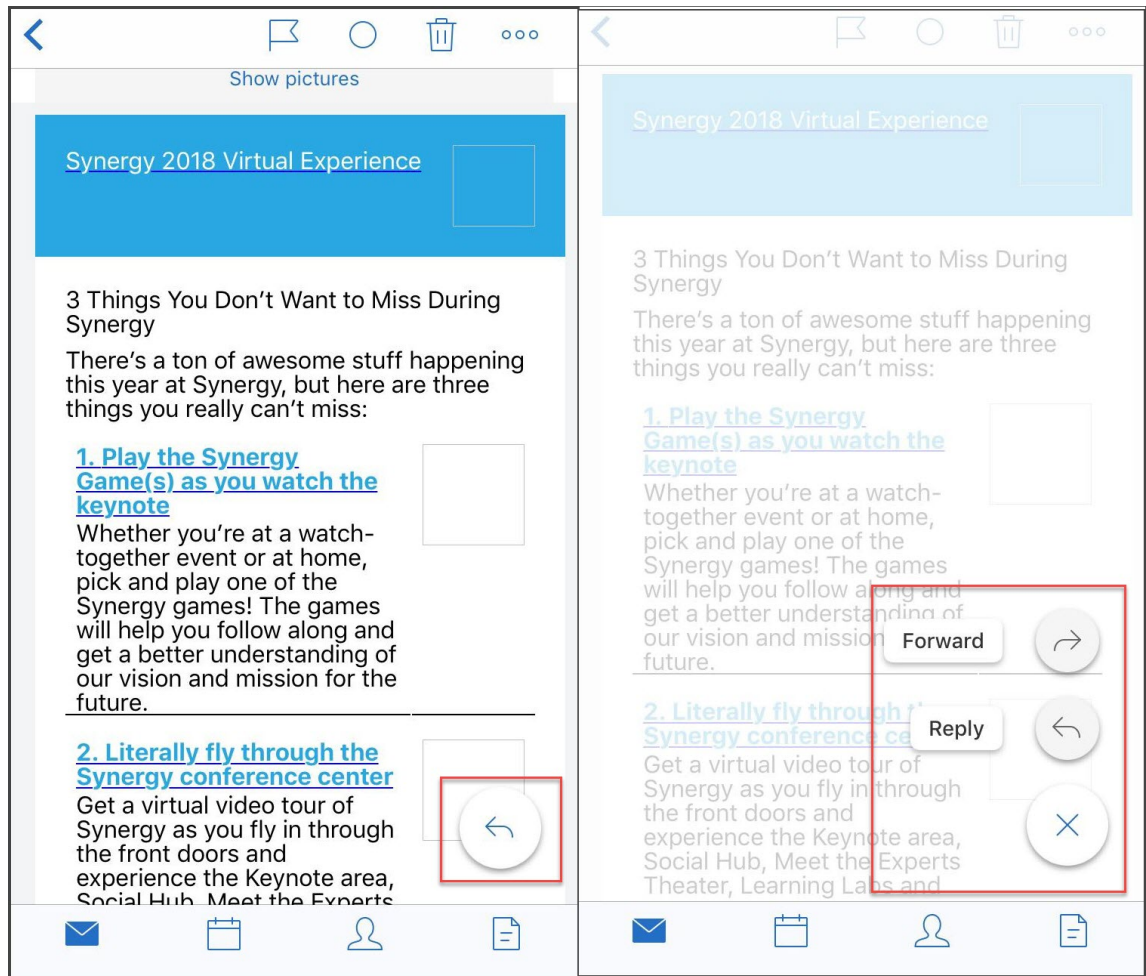 Show pictures
Synergy 2018 Virtual Experience
3 Things You Don't Want to Miss During
Synergy
There's a ton of awesome stuff happening
this year at Synergy, but here are three
things you really can't miss:
1. Play the Synergy
Game(s) as you watch the
keynote
Whether you're at a watch-
together event or at home,
pick and play one of the
Synergy games! The games
will help you follow along and
get a better understanding of
our vision and mission for the
future.
2. Literally fly through the
Synergy conference center
Get a virtual video tour of
Synergy as you fly in through
the front doors and
experience the Keynote area,
Social Hub, Meet the Experts
Synergy 2018 Virtual Experience
3 Things You Don't Want to Miss During
Synergy
There's a ton of awesome stuff happening
this year at Synergy, but here are three
things you really can't miss:
1. Play the Synergy
Game(s) as you watch the
keynote
Whether you're at a watch-
together event or at home,
pick and play one of the
Synergy games! The games
will help you follow along and
get a better understanding of
our vision and mission
Forward
future.
2. Literally fly through
Reply
Synergy conference
Get a virtual video tour of
Synergy as you fly in through
the front doors and
experience the Keynote area,
Social Hub, Meet the Experts
Theater, Learning Labs and